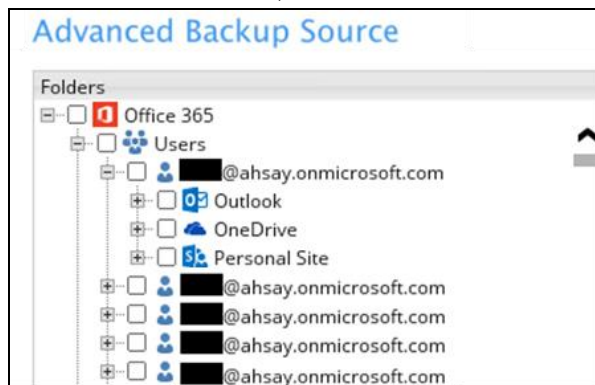 Advanced Backup Source
Folders
Office 365
Users
@ahsay.onmicrosoft.com
Outlook
OneDrive
Personal Site
@ahsay.onmicrosoft.com
@ahsay.onmicrosoft.com
@ahsay.onmicrosoft.com
@ahsay.onmicrosoft.com